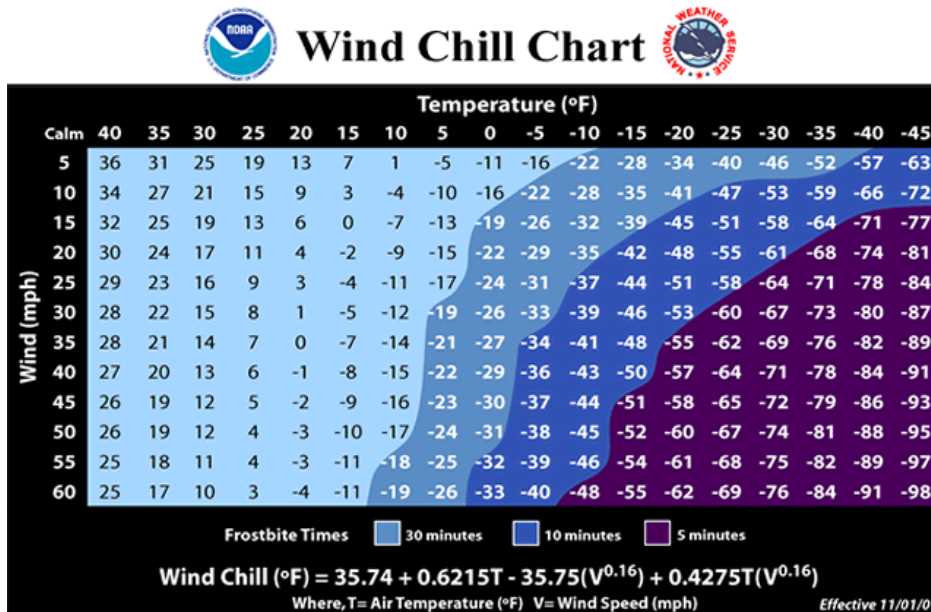 NOAA
Wind Chill Chart
NATIONAL WEATHER SERVICE
Temperature (ºF)
Calm 40 35 30 25 20 15 10 5 0 -5 -10 -15 -20 -25 -30 -35 -40 -45
5 36 31 25 19 13 7 1 -5 -11 -16 -22 -28 -34 -40 -46 -52 -57 -63
10 34 27 21 15 9 3 -4 -10 -16 -22 -28 -35 -41 -47 -53 -59 -66 -72
15 32 25 19 13 6 0 -7 -13 -19 -26 -32 -39 -45 -51 -58 -64 -71 -77
20 30 24 17 11 4 -2 -9 -15 -22 -29 -35 -42 -48 -55 -61 -68 -74 -81
25 29 23 16 9 3 -4 -11 -17 -24 -31 -37 -44 -51 -58 -64 -71 -78 -84
30 28 22 15 8 1 -5 -12 -19 -26 -33 -39 -46 -53 -60 -67 -73 -80 -87
35 28 21 14 7 0 -7 -14 -21 -27 -34 -41 -48 -55 -62 -69 -76 -82 -89
40 27 20 13 6 -1 -8 -15 -22 -29 -36 -43 -50 -57 -64 -71 -78 -84 -91
45 26 19 12 5 -2 -9 -16 -23 -30 -37 -44 -51 -58 -65 -72 -79 -86 -93
50 26 19 12 4 -3 -10 -17 -24 -31 -38 -45 -52 -60 -67 -74 -81 -88 -95
55 25 18 11 4 -3 -11 -18 -25 -32 -39 -46 -54 -61 -68 -75 -82 -89 -97
60 25 17 10 3 -4 -11 -19 -26 -33 -40 -48 -55 -62 -69 -76 -84 -91 -98
Wind (mph)
Frostbite Times 30 minutes 10 minutes 5 minutes
Wind Chill (ºF) = 35.74 + 0.6215T - 35.75(V0.16) + 0.4275T(V0.16)
Where, T= Air Temperature (ºF) V= Wind Speed (mph)
Effective 11/01/0